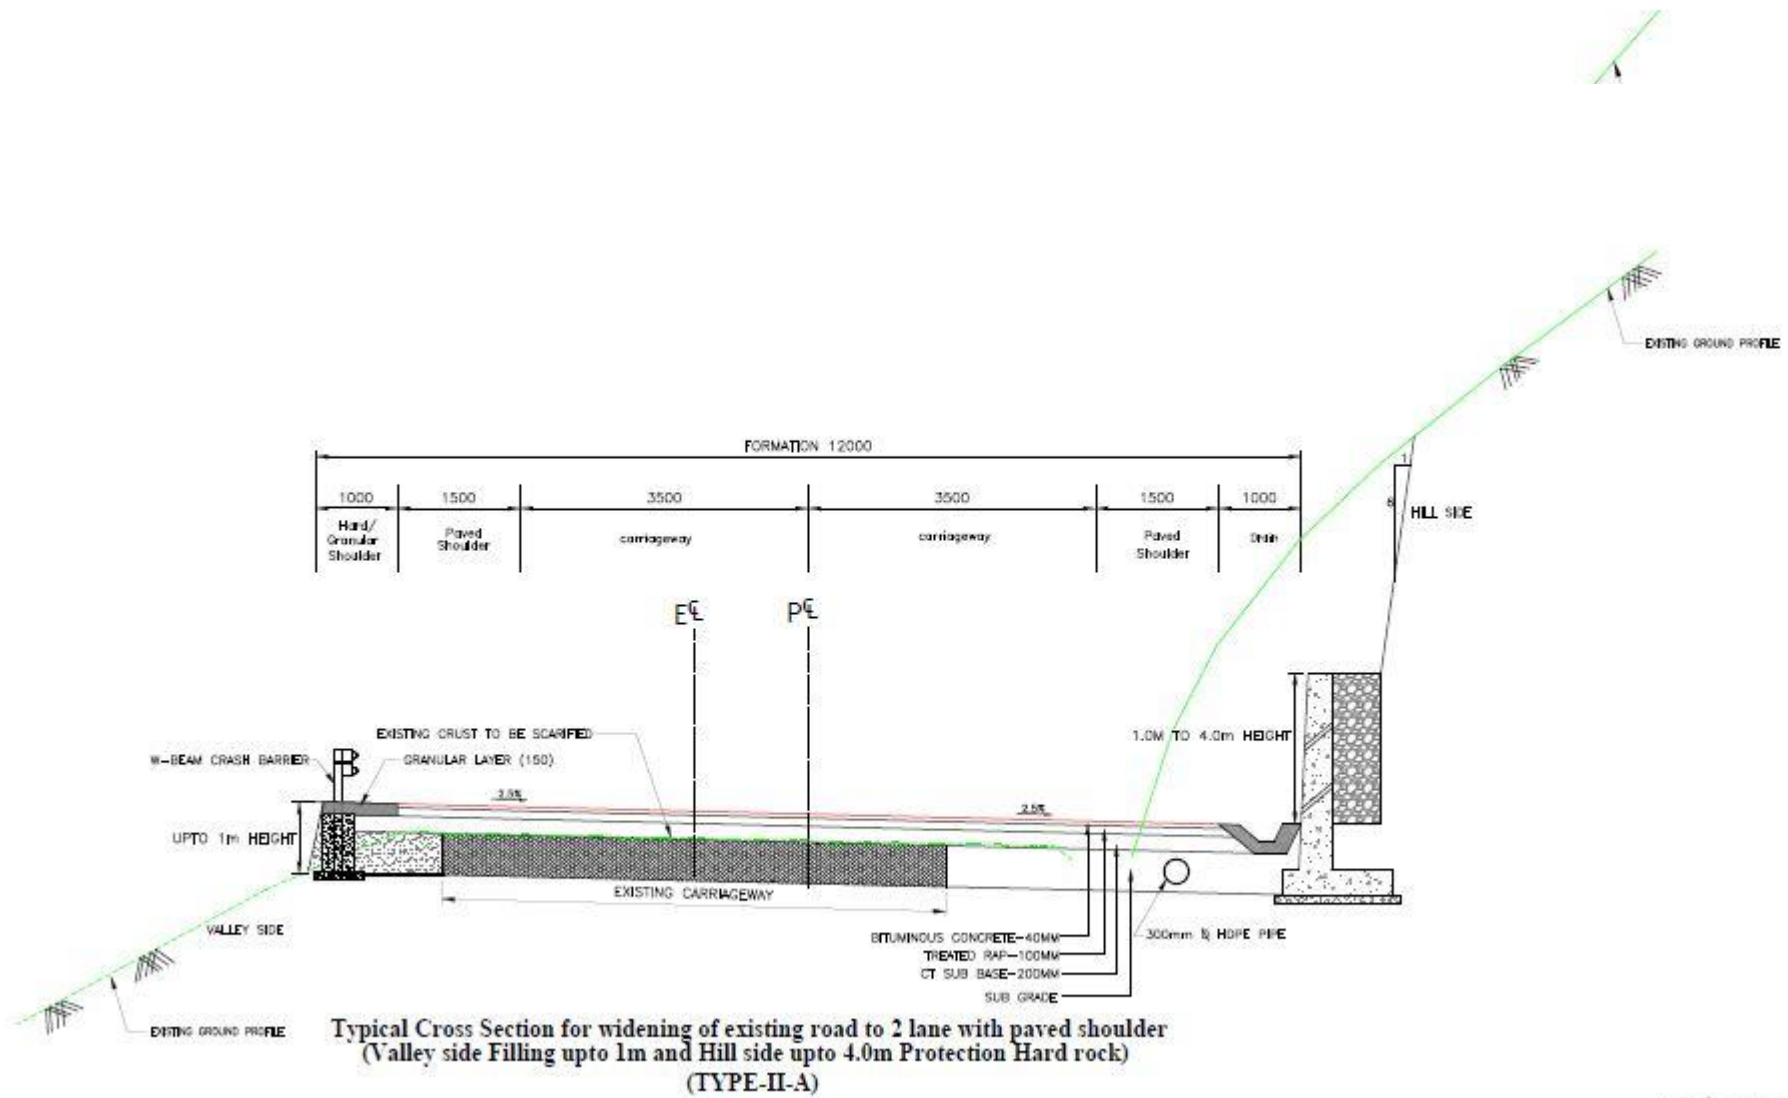 EXISTING GROUND PROFILE
FORMATION 12000
1000 1500 3500 3500 1500 1000
Hard/
Granular
Shoulder
Paved
Shoulder
carriageway
carriageway
Paved
Shoulder
Drain
1
8
HILL SIDE
E℄
P℄
EXISTING CRUST TO BE SCARIFIED
W-BEAM CRASH BARRIER
GRANULAR LAYER (150)
1.0M TO 4.0m HEIGHT
2.5%
2.5%
UPTO 1m HEIGHT
EXISTING CARRIAGEWAY
VALLEY SIDE
BITUMINOUS CONCRETE-40MM
300mm HDPE PIPE
TREATED RAP-100MM
CT SUB BASE-200MM
SUB GRADE
EXISTING GROUND PROFILE
Typical Cross Section for widening of existing road to 2 lane with paved shoulder
(Valley side Filling upto 1m and Hill side upto 4.0m Protection Hard rock)
(TYPE-II-A)